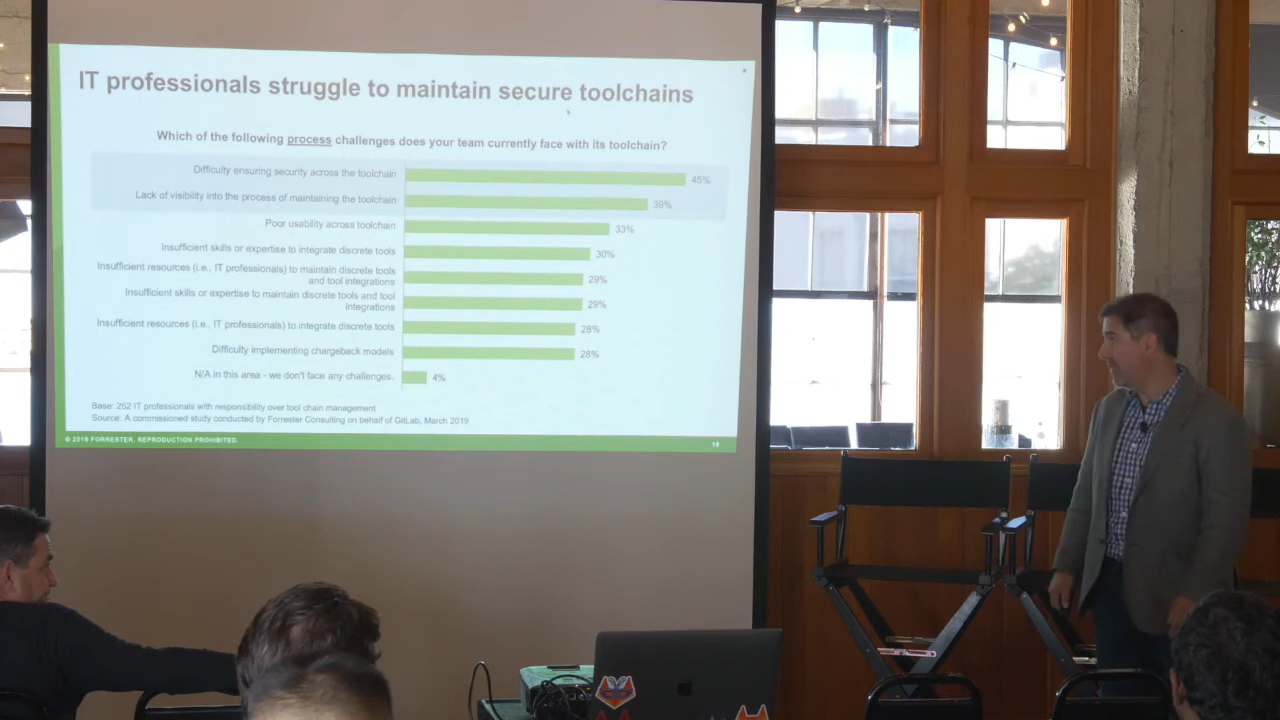 IT professionals struggle to maintain secure toolchains
Which of the following process challenges does your team currently face with its toolchain?
Difficulty ensuring security across the toolchain
45%
Lack of visibility into the process of maintaining the toolchain
39%
Poor usability across toolchain
33%
Insufficient skills or expertise to integrate discrete tools
30%
Insufficient resources (i.e., IT professionals) to maintain discrete tools
and tool integrations
29%
Insufficient skills or expertise to maintain discrete tools and tool
integrations
29%
Insufficient resources (i.e., IT professionals) to integrate discrete tools
28%
Difficulty implementing chargeback models
28%
N/A in this area - we don't face any challenges.
4%
Base: 252 IT professionals with responsibility over tool chain management
Source: A commissioned study conducted by Forrester Consulting on behalf of GitLab, March 2019
© 2019 FORRESTER. REPRODUCTION PROHIBITED.
18